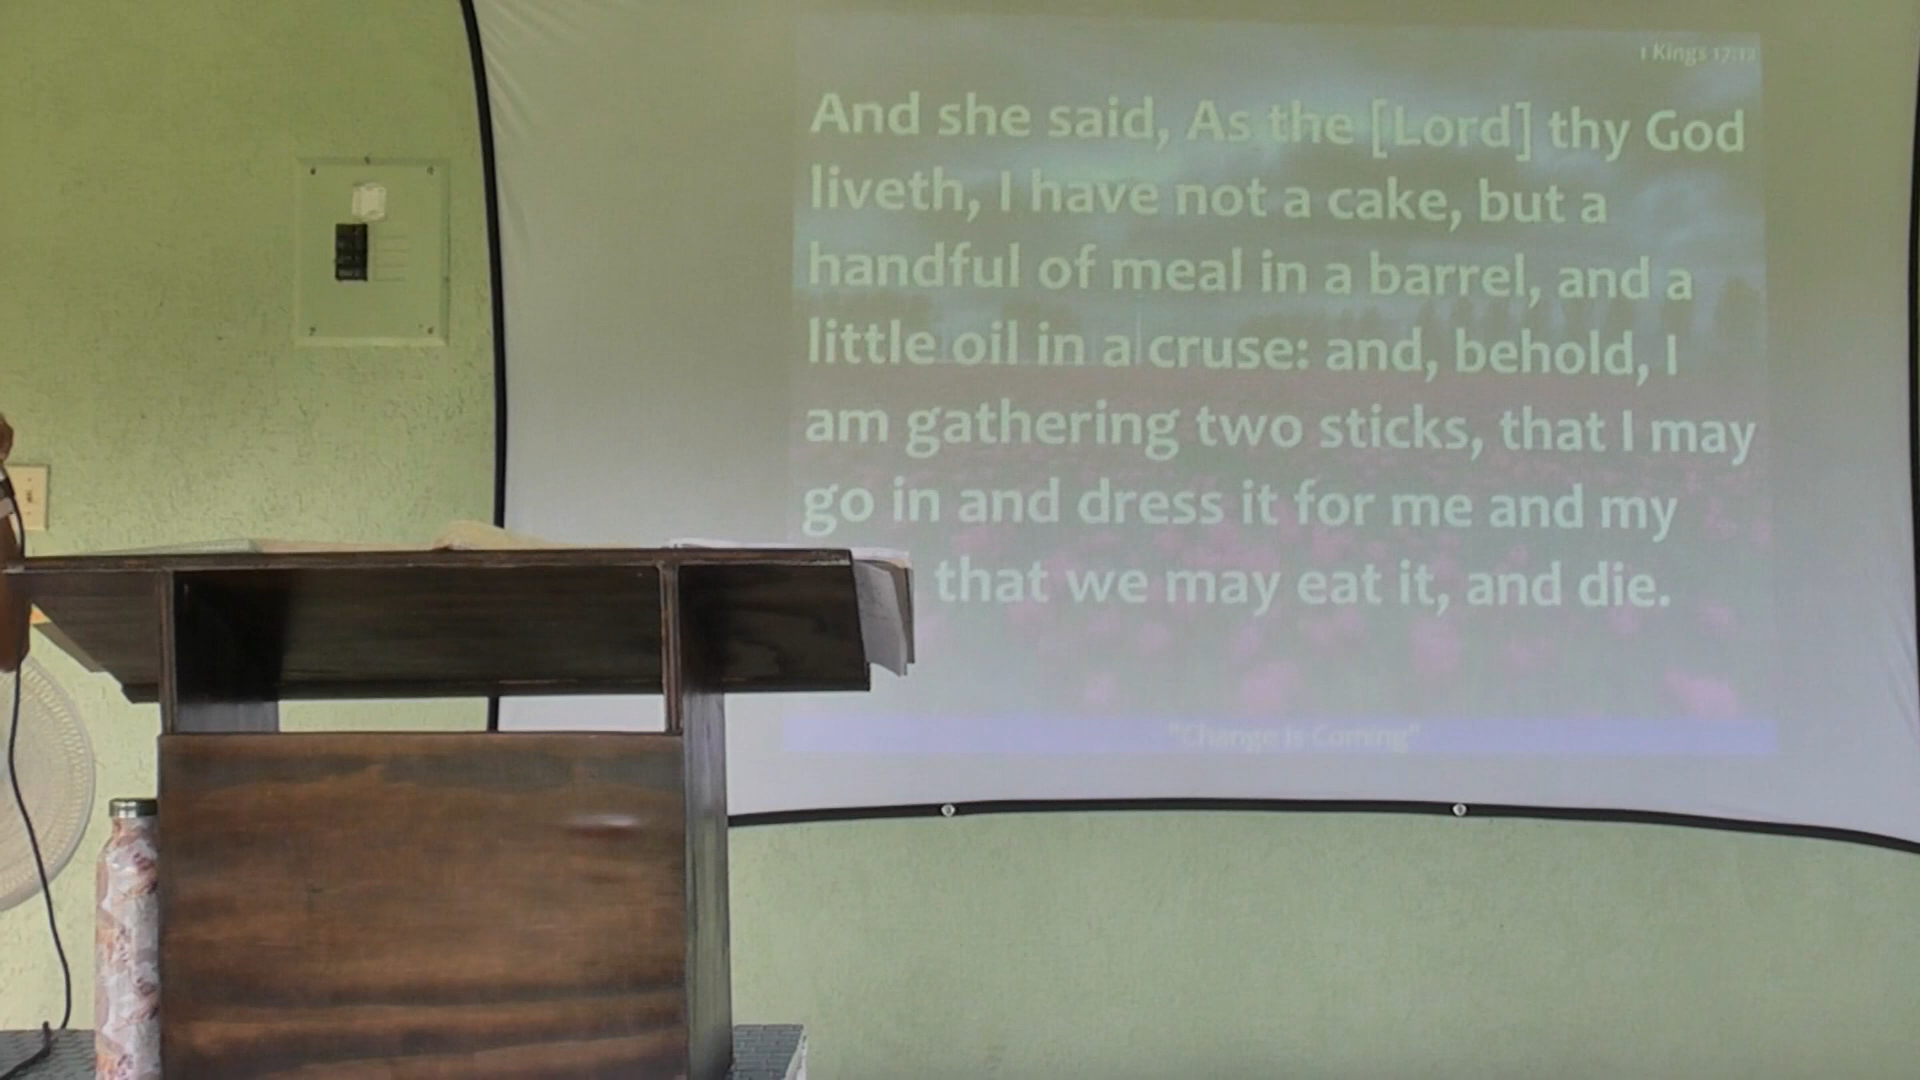 1 Kings 17:12
And she said, As the [Lord] thy God
liveth, I have not a cake, but a
handful of meal in a barrel, and a
little oil in a cruse: and, behold, I
am gathering two sticks, that I may
go in and dress it for me and my
that we may eat it, and die.
"Change is Coming"